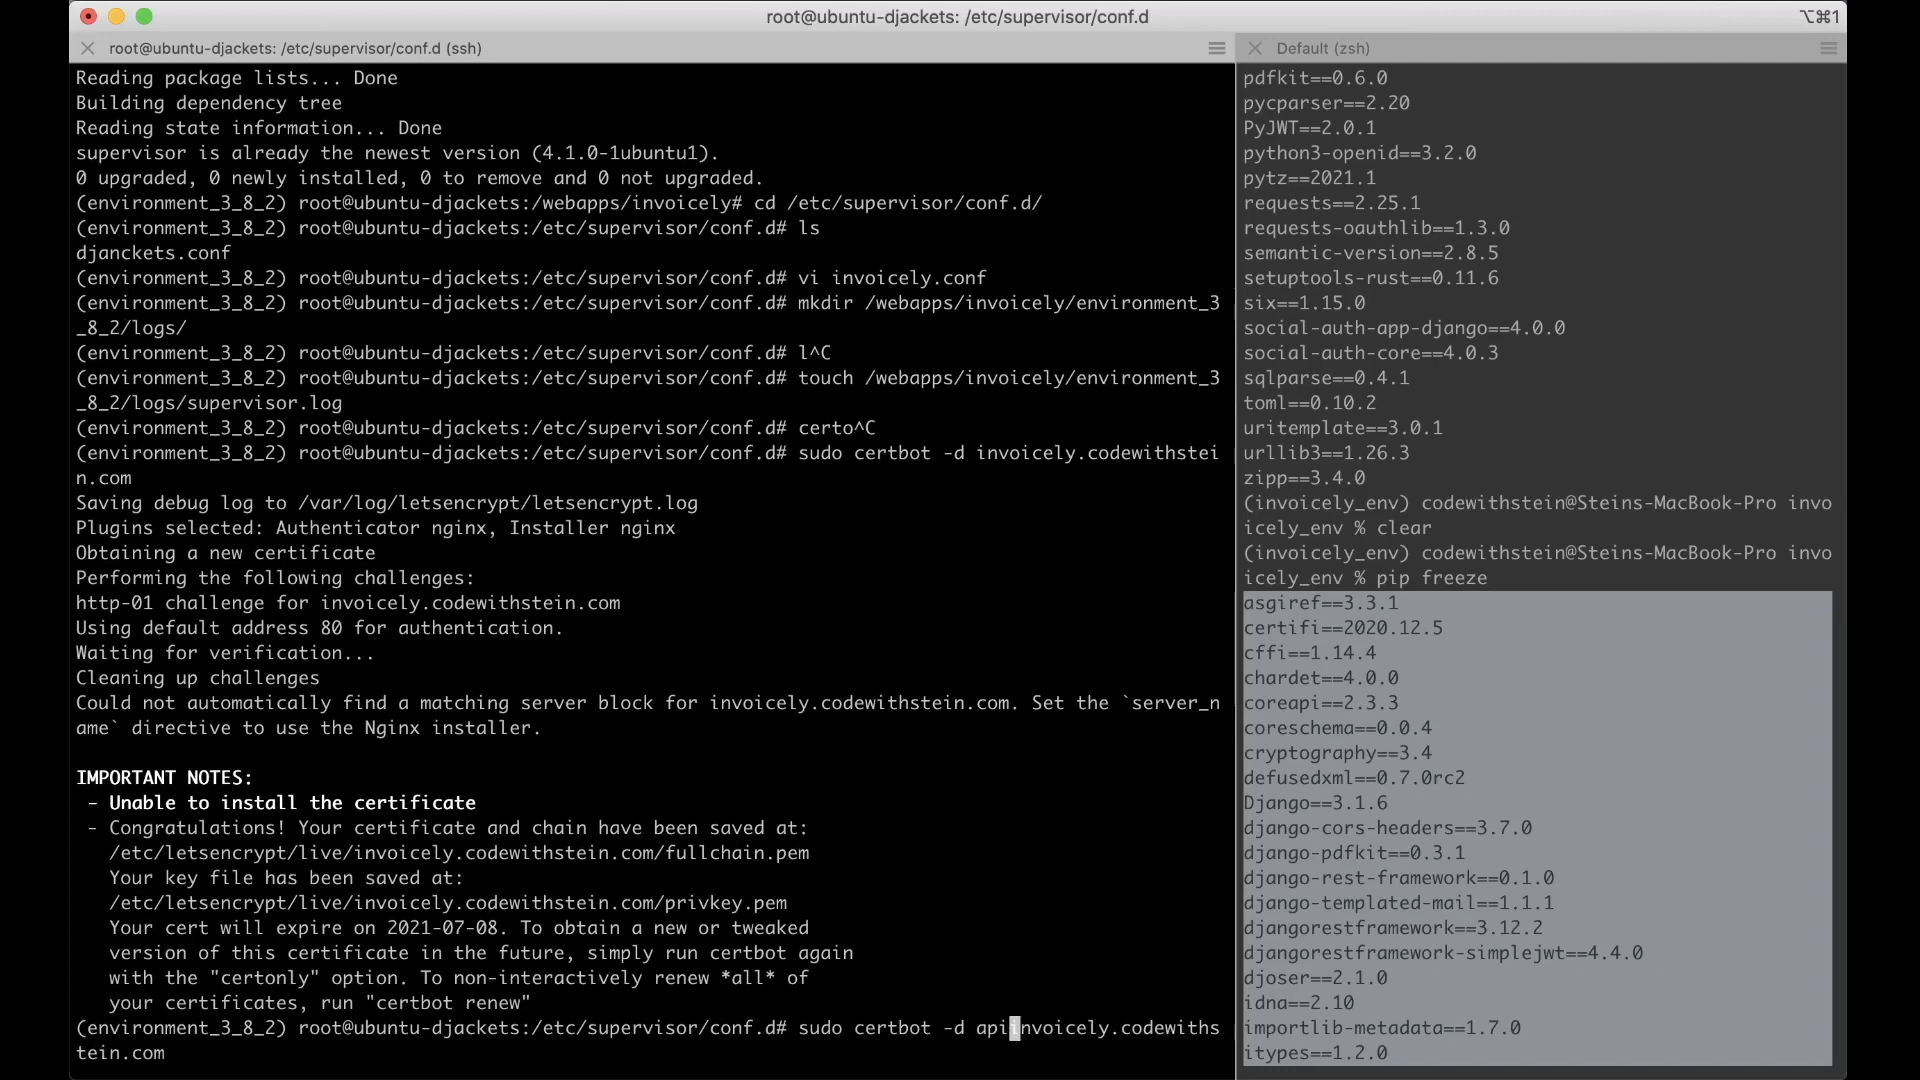 root@ubuntu-djackets: /etc/supervisor/conf.d
⌥⌘1
root@ubuntu-djackets: /etc/supervisor/conf.d (ssh)
Reading package lists... Done
Building dependency tree
Reading state information... Done
supervisor is already the newest version (4.1.0-1ubuntu1).
0 upgraded, 0 newly installed, 0 to remove and 0 not upgraded.
(environment_3_8_2) root@ubuntu-djackets:/webapps/invoicely# cd /etc/supervisor/conf.d/
(environment_3_8_2) root@ubuntu-djackets:/etc/supervisor/conf.d# ls
djanckets.conf
(environment_3_8_2) root@ubuntu-djackets:/etc/supervisor/conf.d# vi invoicely.conf
(environment_3_8_2) root@ubuntu-djackets:/etc/supervisor/conf.d# mkdir /webapps/invoicely/environment_3
_8_2/logs/
(environment_3_8_2) root@ubuntu-djackets:/etc/supervisor/conf.d# l^C
(environment_3_8_2) root@ubuntu-djackets:/etc/supervisor/conf.d# touch /webapps/invoicely/environment_3
_8_2/logs/supervisor.log
(environment_3_8_2) root@ubuntu-djackets:/etc/supervisor/conf.d# certo^C
(environment_3_8_2) root@ubuntu-djackets:/etc/supervisor/conf.d# sudo certbot -d invoicely.codewithstei
n.com
Saving debug log to /var/log/letsencrypt/letsencrypt.log
Plugins selected: Authenticator nginx, Installer nginx
Obtaining a new certificate
Performing the following challenges:
http-01 challenge for invoicely.codewithstein.com
Using default address 80 for authentication.
Waiting for verification...
Cleaning up challenges
Could not automatically find a matching server block for invoicely.codewithstein.com. Set the `server_n
ame` directive to use the Nginx installer.
IMPORTANT NOTES:
- Unable to install the certificate
- Congratulations! Your certificate and chain have been saved at:
/etc/letsencrypt/live/invoicely.codewithstein.com/fullchain.pem
Your key file has been saved at:
/etc/letsencrypt/live/invoicely.codewithstein.com/privkey.pem
Your cert will expire on 2021-07-08. To obtain a new or tweaked
version of this certificate in the future, simply run certbot again
with the "certonly" option. To non-interactively renew *all* of
your certificates, run "certbot renew"
(environment_3_8_2) root@ubuntu-djackets:/etc/supervisor/conf.d# sudo certbot -d apiinvoicely.codewiths
tein.com
Default (zsh)
pdfkit==0.6.0
pycparser==2.20
PyJWT==2.0.1
python3-openid==3.2.0
pytz==2021.1
requests==2.25.1
requests-oauthlib==1.3.0
semantic-version==2.8.5
setuptools-rust==0.11.6
six==1.15.0
social-auth-app-django==4.0.0
social-auth-core==4.0.3
sqlparse==0.4.1
toml==0.10.2
uritemplate==3.0.1
urllib3==1.26.3
zipp==3.4.0
(invoicely_env) codewithstein@Steins-MacBook-Pro invo
icely_env % clear
(invoicely_env) codewithstein@Steins-MacBook-Pro invo
icely_env % pip freeze
asgiref==3.3.1
certifi==2020.12.5
cffi==1.14.4
chardet==4.0.0
coreapi==2.3.3
coreschema==0.0.4
cryptography==3.4
defusedxml==0.7.0rc2
Django==3.1.6
django-cors-headers==3.7.0
django-pdfkit==0.3.1
django-rest-framework==0.1.0
django-templated-mail==1.1.1
djangorestframework==3.12.2
djangorestframework-simplejwt==4.4.0
djoser==2.1.0
idna==2.10
importlib-metadata==1.7.0
itypes==1.2.0